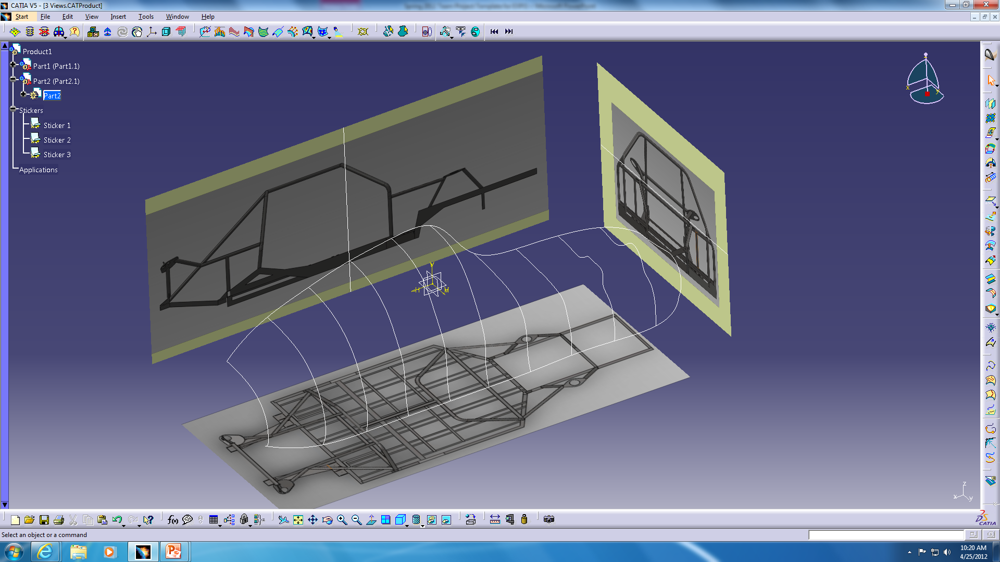 CATIA V5 - [3 Views.CATProduct]
Start File Edit View Insert Tools Window Help
Product1
Part1 (Part1.1)
Part2 (Part2.1)
Part2
Stickers
Sticker 1
Sticker 2
Sticker 3
Applications
z
x
y
V
H
z
x
y
f(x)
DS
CATIA
Select an object or a command
10:20 AM
4/25/2012